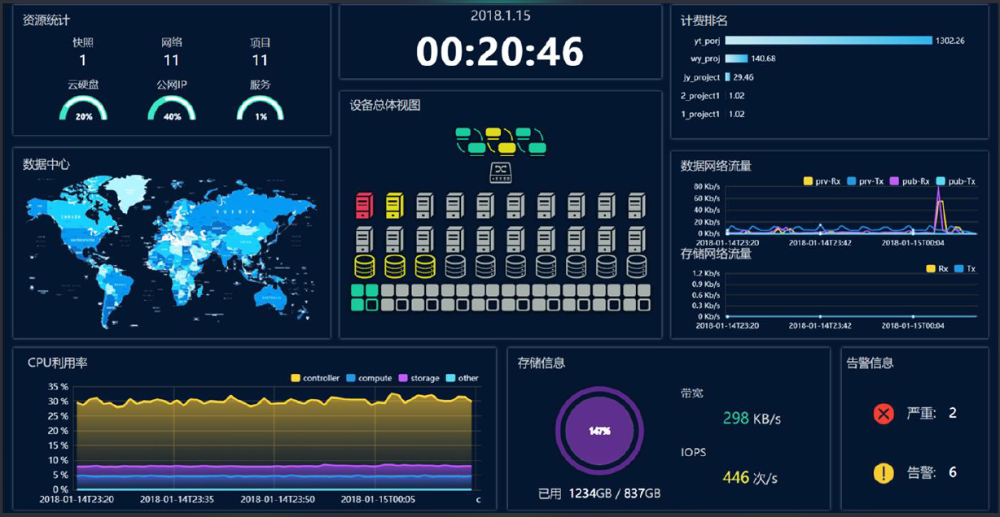 资源统计
快照 网络 项目
1 11 11
云硬盘 公网IP 服务
20% 40% 1%
2018.1.15
00:20:46
计费排名
yt_porj 1302.26
wy_proj 140.68
jy_project 29.46
2_project1 1.02
1_project1 1.02
数据中心
CANADA
RUSSIA
设备总体视图
数据网络流量
prv-Rx prv-Tx pub-Rx pub-Tx
80 Kb/s
60 Kb/s
40 Kb/s
20 Kb/s
0 Kb/s
2018-01-14T23:20 2018-01-14T23:42 2018-01-15T00:04
存储网络流量
Rx Tx
1.2 Kb/s
0.9 Kb/s
0.6 Kb/s
0.3 Kb/s
0 Kb/s
2018-01-14T23:20 2018-01-14T23:42 2018-01-15T00:04
CPU利用率
controller compute storage other
35 %
30 %
25 %
20 %
15 %
10 %
5 %
0 %
2018-01-14T23:20 2018-01-14T23:35 2018-01-14T23:50 2018-01-15T00:05 c
存储信息
147%
已用 1234GB / 837GB
带宽
298 KB/s
IOPS
446 次/s
告警信息
严重: 2
告警: 6